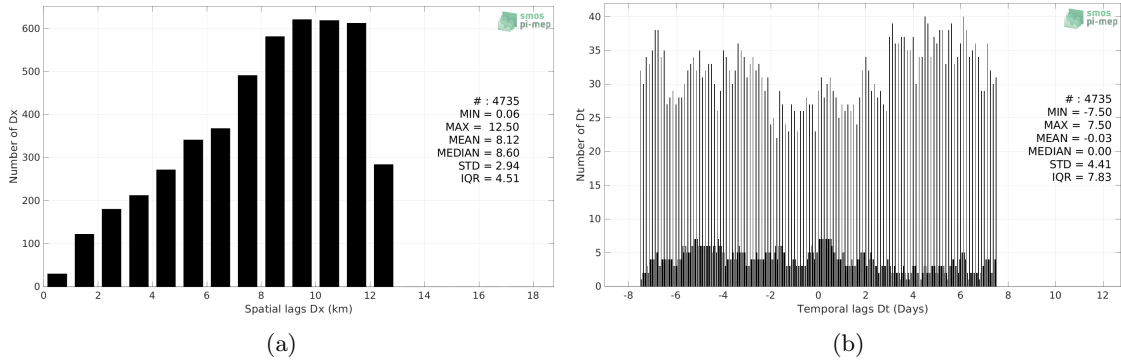 600
500
400
300
200
100
0
Number of Dx
0 2 4 6 8 10 12 14 16 18
Spatial lags Dx (km)
smos
pi-mep
# : 4735
MIN = 0.06
MAX = 12.50
MEAN = 8.12
MEDIAN = 8.60
STD = 2.94
IQR = 4.51
(a)
40
35
30
25
20
15
10
5
0
Number of Dt
-8 -6 -4 -2 0 2 4 6 8 10 12
Temporal lags Dt (Days)
smos
pi-mep
# : 4735
MIN = -7.50
MAX = 7.50
MEAN = -0.03
MEDIAN = 0.00
STD = 4.41
IQR = 7.83
(b)